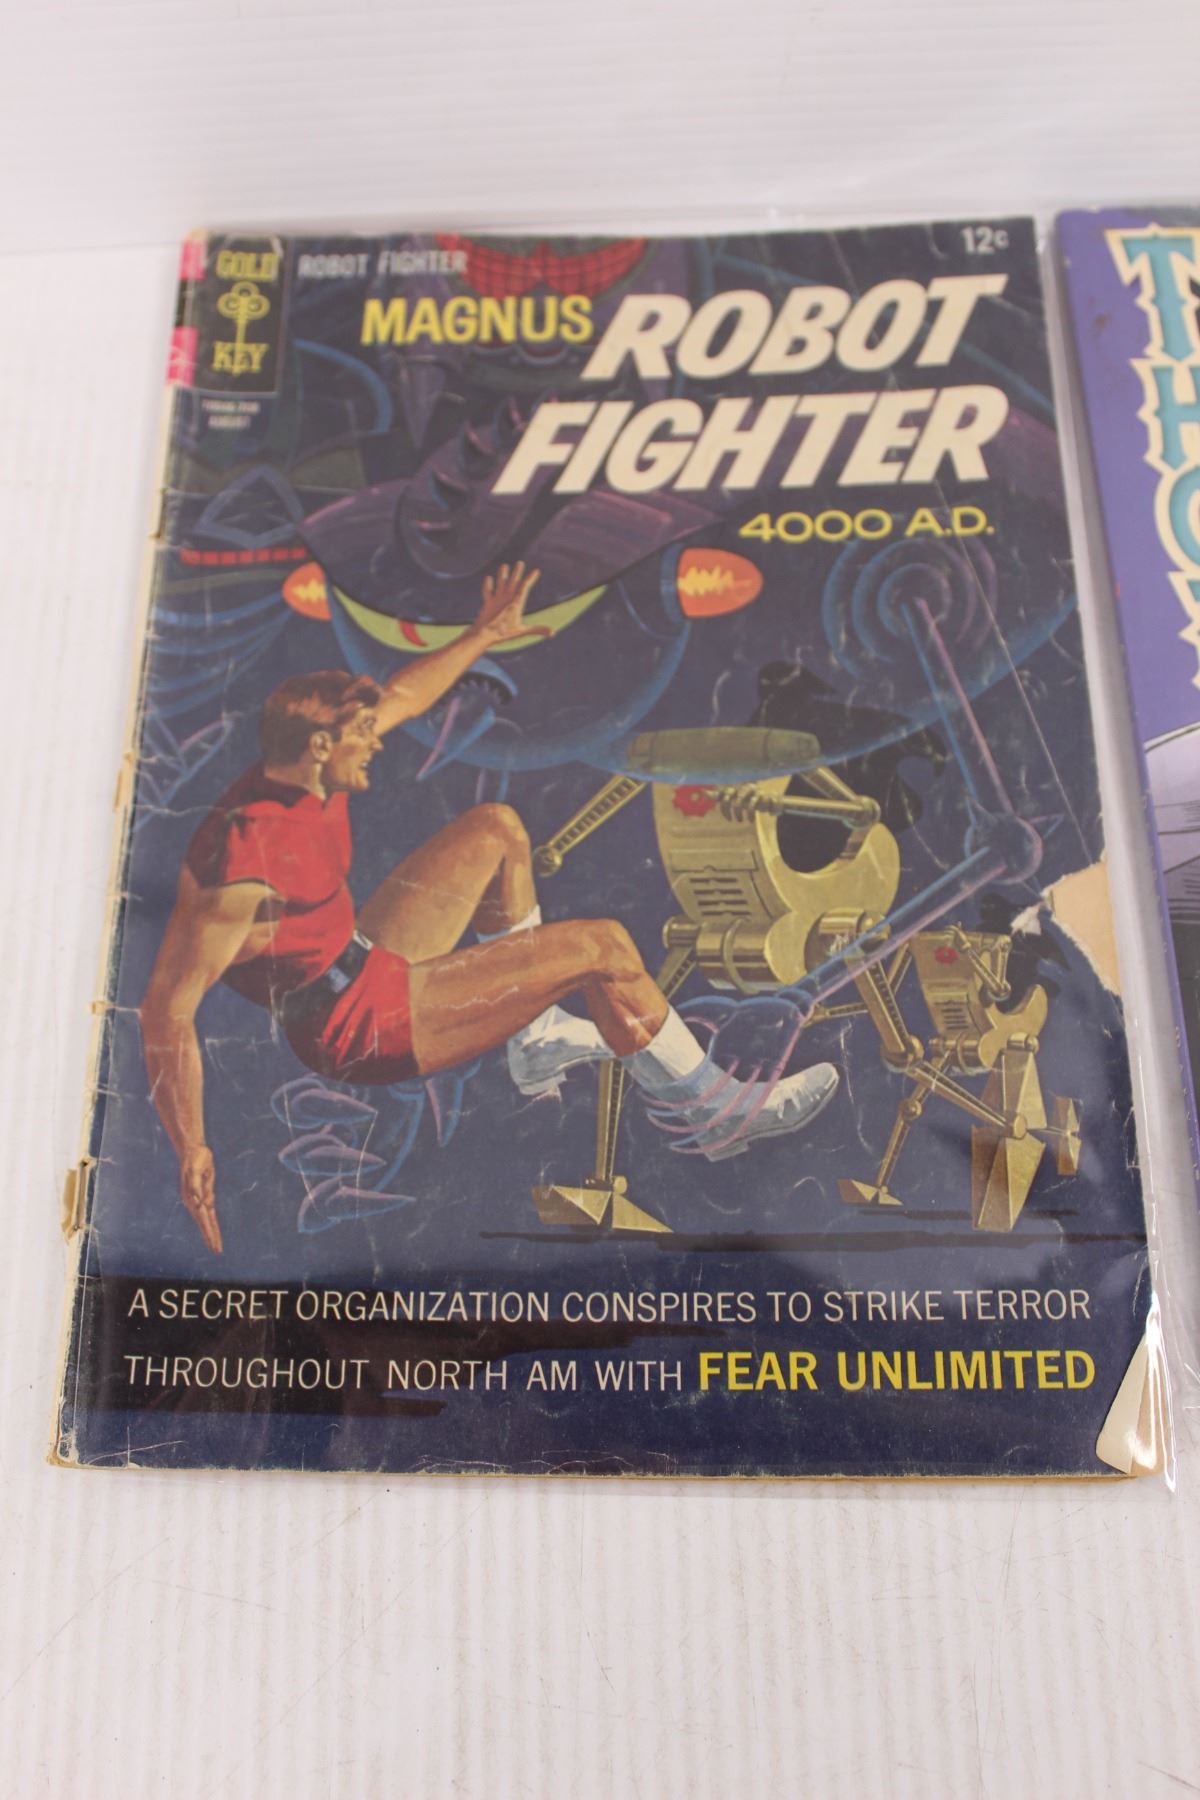 GOLD
KEY
ROBOT FIGHTER
12¢
MAGNUS ROBOT
FIGHTER
4000 A.D.
AUGUST
A SECRET ORGANIZATION CONSPIRES TO STRIKE TERROR
THROUGHOUT NORTH AM WITH FEAR UNLIMITED
T
H